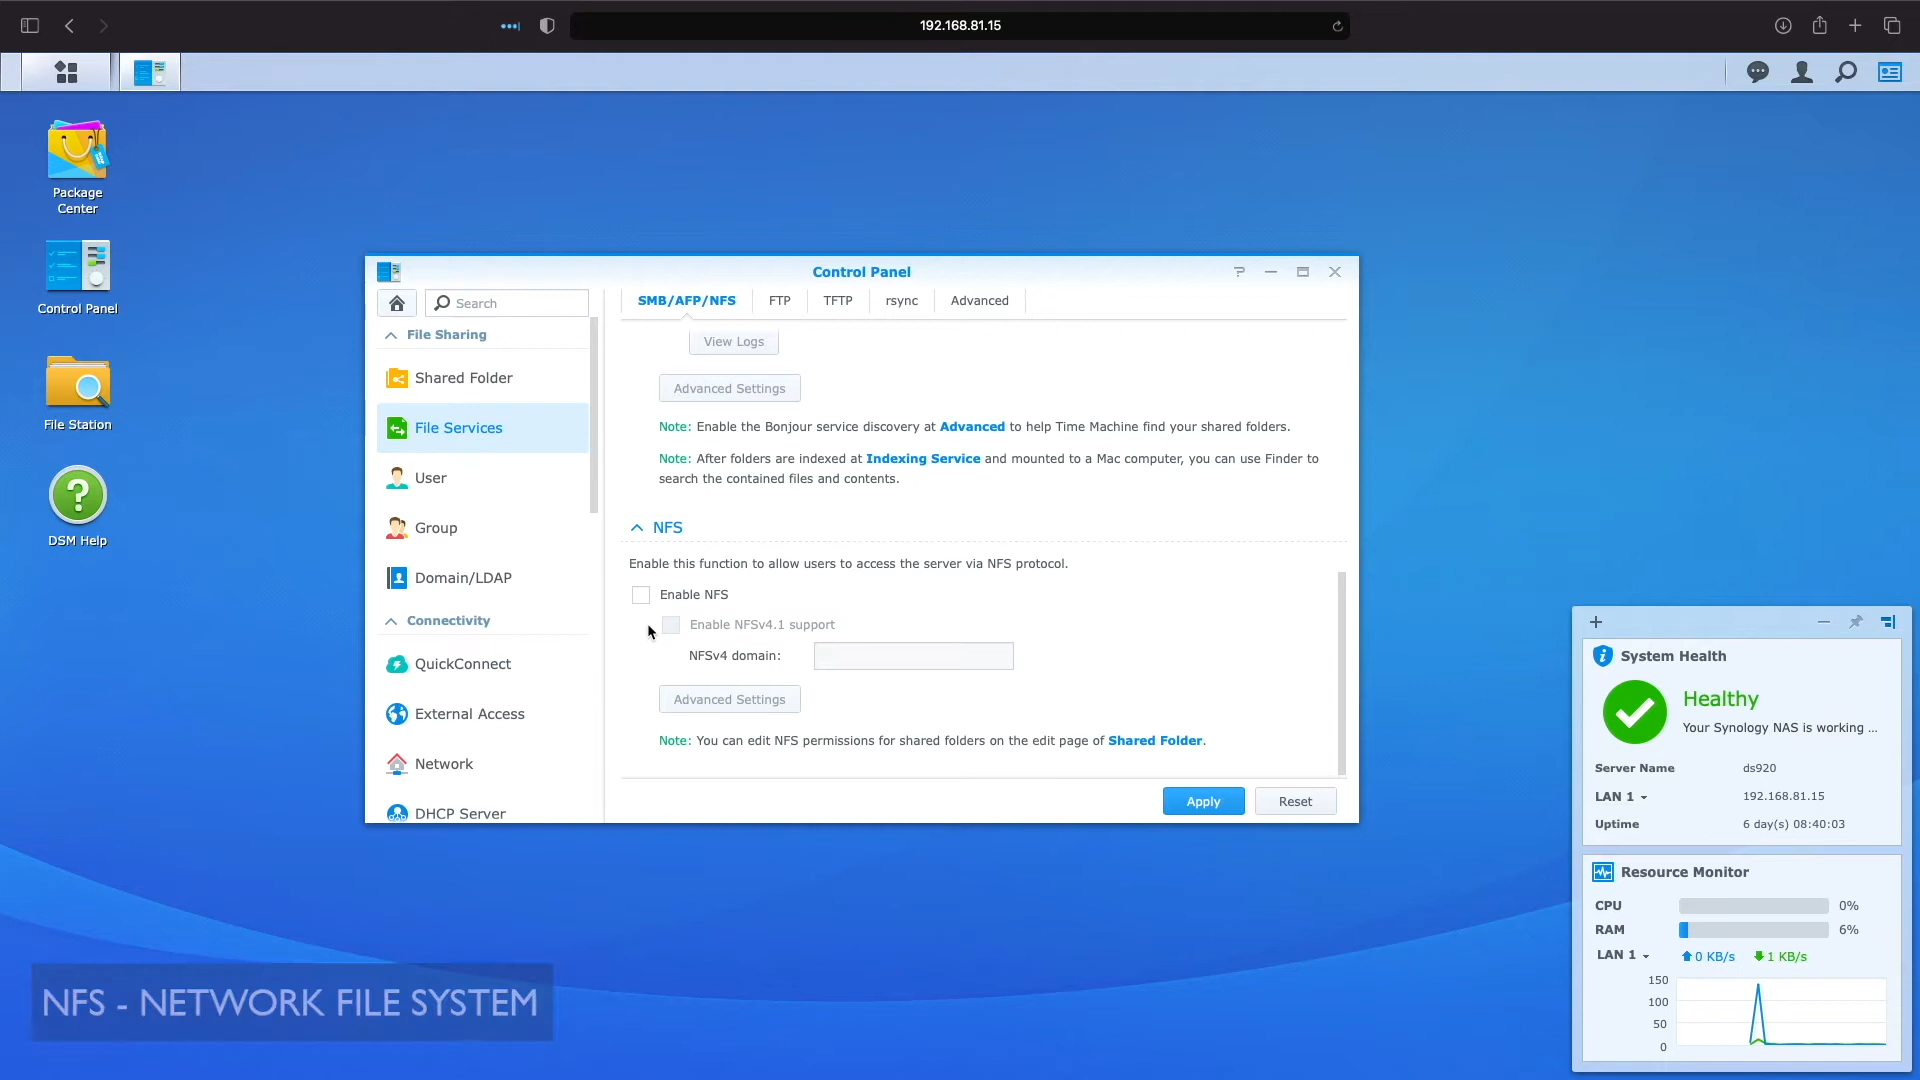 192.168.81.15
Package
Center
Control Panel
File Station
DSM Help
Control Panel
Search
SMB/AFP/NFS
FTP
TFTP
rsync
Advanced
File Sharing
Shared Folder
File Services
User
Group
Domain/LDAP
Connectivity
QuickConnect
External Access
Network
DHCP Server
View Logs
Advanced Settings
Note: Enable the Bonjour service discovery at Advanced to help Time Machine find your shared folders.
Note: After folders are indexed at Indexing Service and mounted to a Mac computer, you can use Finder to
search the contained files and contents.
NFS
Enable this function to allow users to access the server via NFS protocol.
Enable NFS
Enable NFSv4.1 support
NFSv4 domain:
Advanced Settings
Note: You can edit NFS permissions for shared folders on the edit page of Shared Folder.
Apply
Reset
System Health
Healthy
Your Synology NAS is working ...
Server Name ds920
LAN 1 192.168.81.15
Uptime 6 day(s) 08:40:03
Resource Monitor
CPU 0%
RAM 6%
LAN 1 0 KB/s 1 KB/s
150
100
50
0
NFS - NETWORK FILE SYSTEM